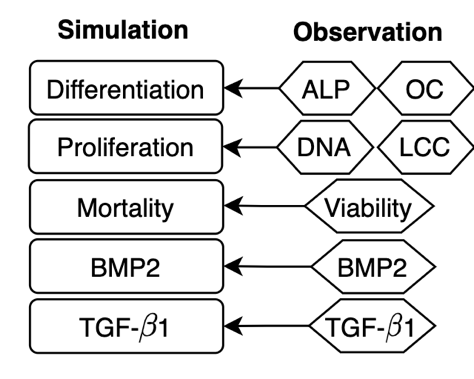 Simulation Observation
Differentiation ALP OC
Proliferation DNA LCC
Mortality Viability
BMP2 BMP2
TGF-β1 TGF-β1